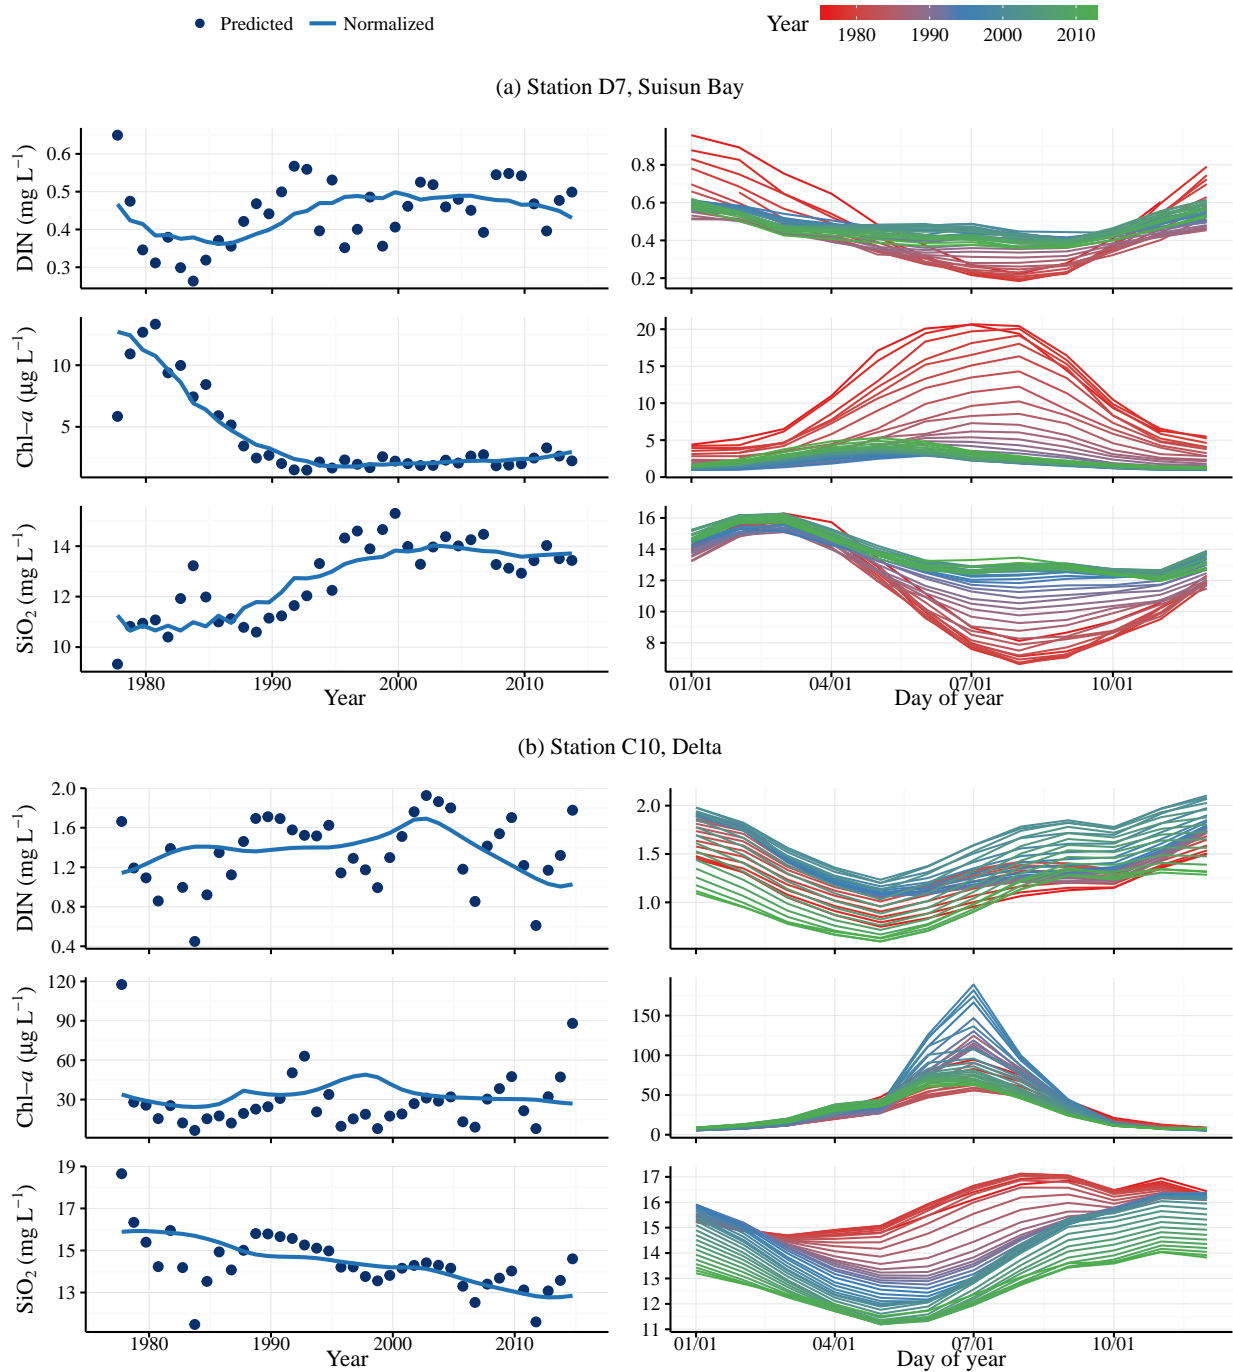 Predicted Normalized
Year 1980 1990 2000 2010
(a) Station D7, Suisun Bay
DIN (mg L⁻¹)
0.6
0.5
0.4
0.3
0.8
0.6
0.4
0.2
Chl−a (µg L⁻¹)
10
5
20
15
10
5
0
SiO₂ (mg L⁻¹)
14
12
10
16
14
12
10
8
1980 1990 2000 2010
Year
01/01 04/01 07/01 10/01
Day of year
(b) Station C10, Delta
DIN (mg L⁻¹)
2.0
1.6
1.2
0.8
0.4
2.0
1.5
1.0
Chl−a (µg L⁻¹)
120
90
60
30
150
100
50
0
SiO₂ (mg L⁻¹)
19
17
15
13
17
16
15
14
13
12
11
1980 1990 2000 2010
Year
01/01 04/01 07/01 10/01
Day of year